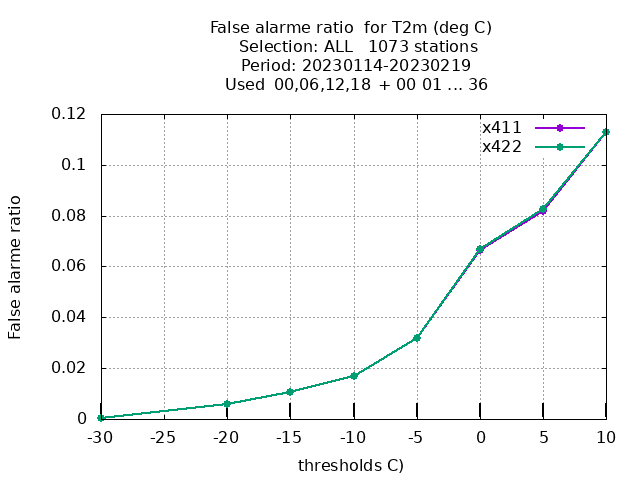 False alarme ratio  for T2m (deg C)
Selection: ALL   1073 stations
Period: 20230114-20230219
Used  00,06,12,18  + 00 01 ... 36
0.12
x411
x422
0.1
0.08
0.06
0.04
0.02
0
False alarme ratio
-30 -25 -20 -15 -10 -5 0 5 10
thresholds C)